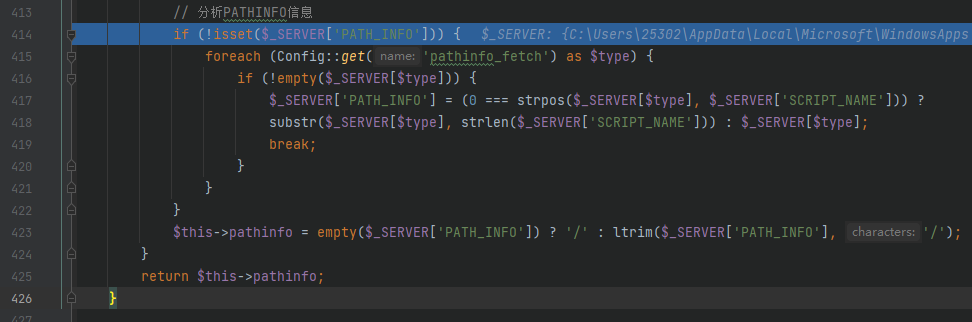 413 // 分析PATHINFO信息
414 if (!isset($_SERVER['PATH_INFO'])) { $_SERVER: {C:\Users\25302\AppData\Local\Microsoft\WindowsApps
415 foreach (Config::get( name: 'pathinfo_fetch') as $type) {
416 if (!empty($_SERVER[$type])) {
417 $_SERVER['PATH_INFO'] = (0 === strpos($_SERVER[$type], $_SERVER['SCRIPT_NAME'])) ?
418 substr($_SERVER[$type], strlen($_SERVER['SCRIPT_NAME'])) : $_SERVER[$type];
419 break;
420 }
421 }
422 }
423 $this->pathinfo = empty($_SERVER['PATH_INFO']) ? '/' : ltrim($_SERVER['PATH_INFO'], characters: '/');
424 }
425 return $this->pathinfo;
426 }
427